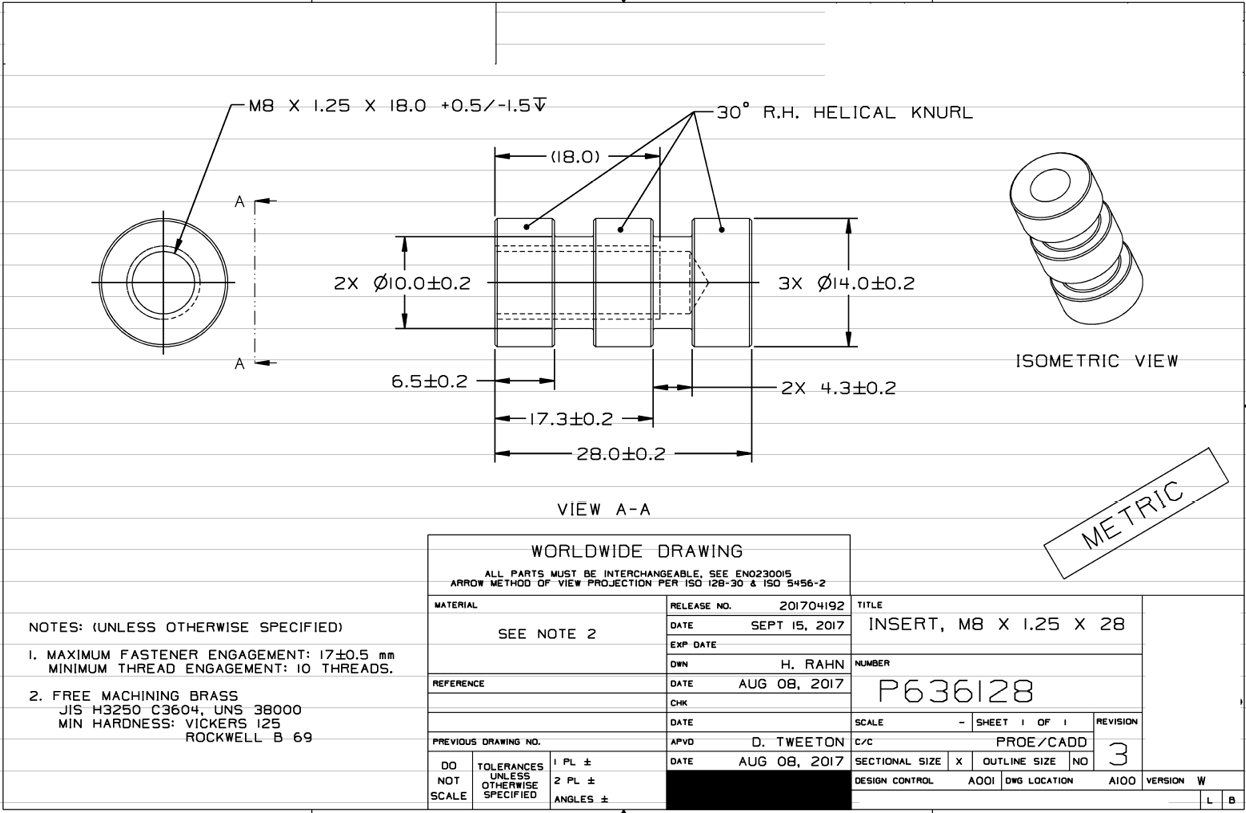 M8 X 1.25 X 18.0 +0.5/-1.5↧
30° R.H. HELICAL KNURL
(18.0)
A
2X Ø10.0±0.2
3X Ø14.0±0.2
A
ISOMETRIC VIEW
6.5±0.2
2X 4.3±0.2
17.3±0.2
28.0±0.2
VIEW A-A
METRIC
WORLDWIDE DRAWING
ALL PARTS MUST BE INTERCHANGEABLE, SEE EN0230015
ARROW METHOD OF VIEW PROJECTION PER ISO 128-30 & ISO 5456-2
NOTES: (UNLESS OTHERWISE SPECIFIED)
1. MAXIMUM FASTENER ENGAGEMENT: 17±0.5 mm
MINIMUM THREAD ENGAGEMENT: 10 THREADS.
2. FREE MACHINING BRASS
JIS H3250 C3604, UNS 38000
MIN HARDNESS: VICKERS 125
ROCKWELL B 69
MATERIAL
SEE NOTE 2
REFERENCE
PREVIOUS DRAWING NO.
DO
NOT
SCALE
TOLERANCES
UNLESS
OTHERWISE
SPECIFIED
1 PL ±
2 PL ±
ANGLES ±
RELEASE NO. 201704192
DATE SEPT 15, 2017
EXP DATE
DWN H. RAHN
DATE AUG 08, 2017
CHK
DATE
APVD D. TWEETON
DATE AUG 08, 2017
TITLE
INSERT, M8 X 1.25 X 28
NUMBER
P636128
SCALE - SHEET 1 OF 1 REVISION
C/C PROE/CADD 3
SECTIONAL SIZE X OUTLINE SIZE NO
DESIGN CONTROL A001 DWG LOCATION A100 VERSION W
L B